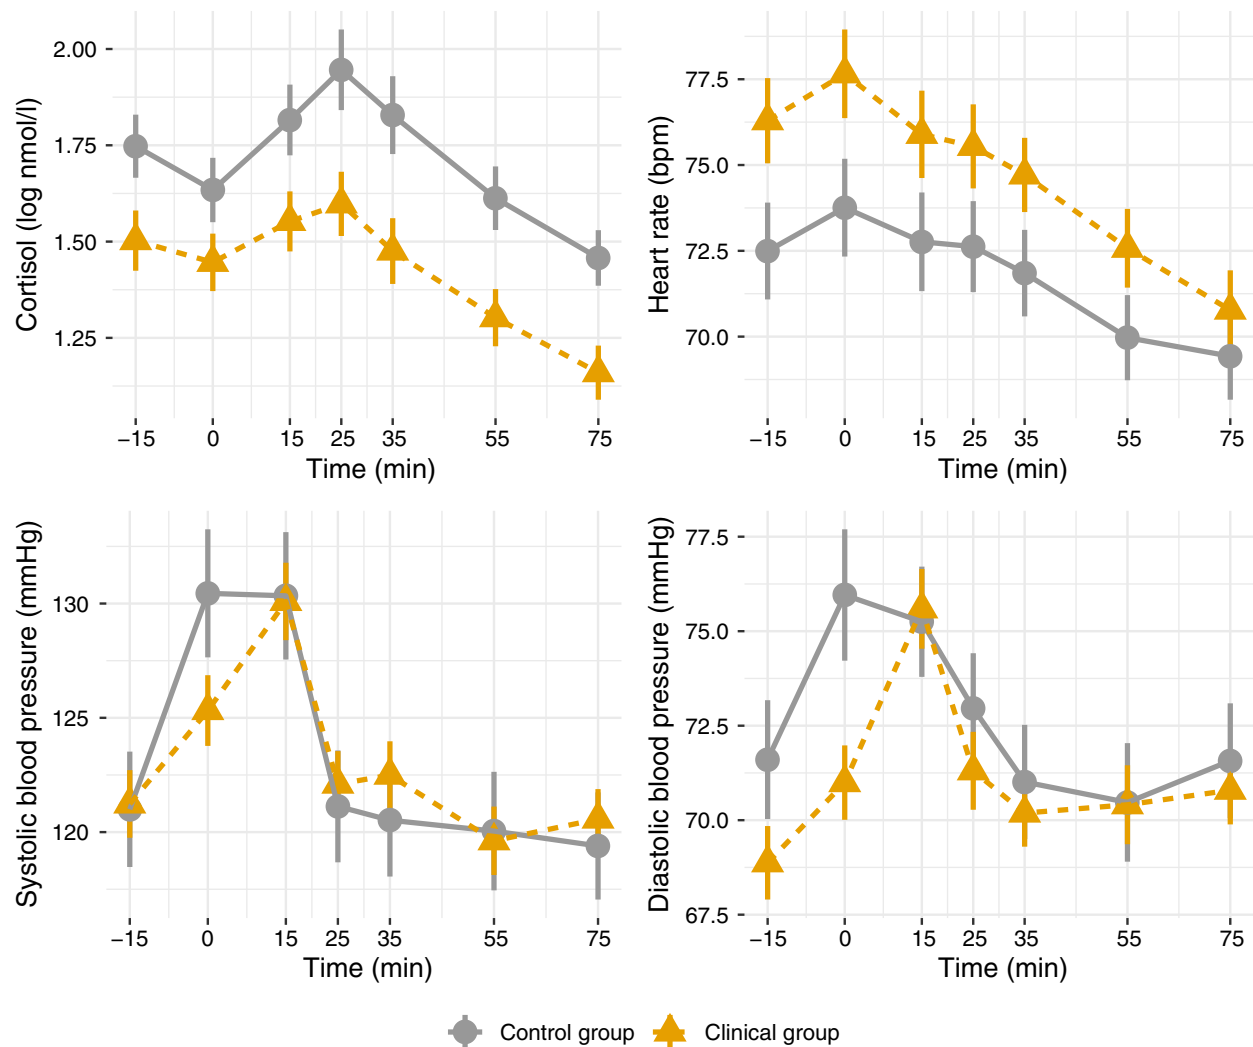 Cortisol (log nmol/l)
2.00
1.75
1.50
1.25
−15 0 15 25 35 55 75
Time (min)
Heart rate (bpm)
77.5
75.0
72.5
70.0
−15 0 15 25 35 55 75
Time (min)
Systolic blood pressure (mmHg)
130
125
120
−15 0 15 25 35 55 75
Time (min)
Diastolic blood pressure (mmHg)
77.5
75.0
72.5
70.0
67.5
−15 0 15 25 35 55 75
Time (min)
Control group Clinical group